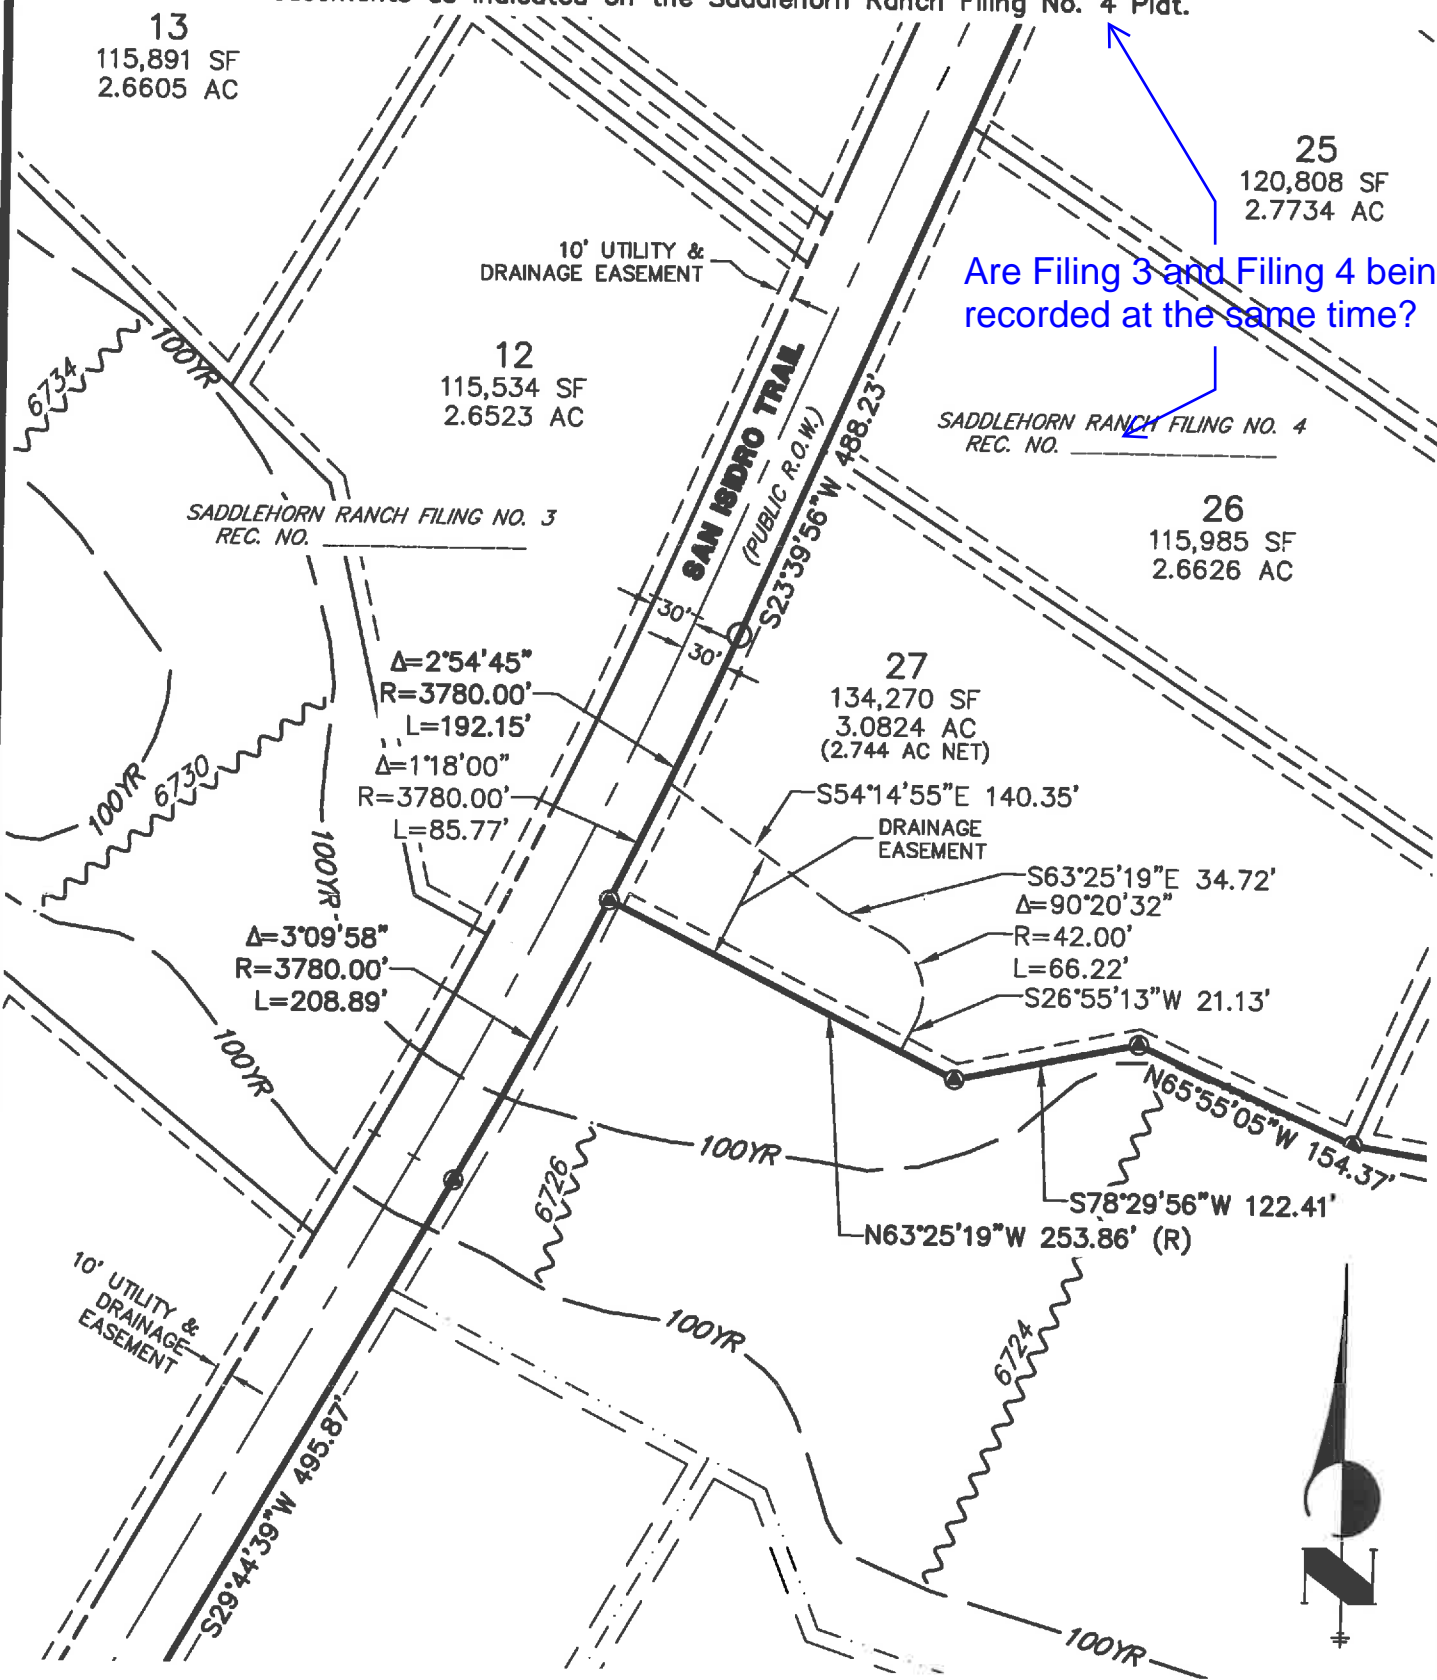 as indicated on the Saddlehorn Ranch Filing No. 4 Plat.
13
115,891 SF
2.6605 AC
25
120,808 SF
2.7734 AC
10' UTILITY &
DRAINAGE EASEMENT
Are Filing 3 and Filing 4 bein
recorded at the same time?
100YR
6734
12
115,534 SF
2.6523 AC
SAN ISIDRO TRAIL
(PUBLIC R.O.W.)
S23°39'56"W 488.23'
SADDLEHORN RANCH FILING NO. 4
REC. NO.
SADDLEHORN RANCH FILING NO. 3
REC. NO.
26
115,985 SF
2.6626 AC
30'
30'
Δ=2°54'45"
R=3780.00'
L=192.15'
27
134,270 SF
3.0824 AC
(2.744 AC NET)
Δ=1°18'00"
R=3780.00'
L=85.77'
100YR
6730
100YR
S54°14'55"E 140.35'
DRAINAGE
EASEMENT
S63°25'19"E 34.72'
Δ=90°20'32"
R=42.00'
L=66.22'
S26°55'13"W 21.13'
Δ=3°09'58"
R=3780.00'
L=208.89'
100YR
N65°55'05"W 154.37'
100YR
6726
S78°29'56"W 122.41'
N63°25'19"W 253.86' (R)
10' UTILITY &
DRAINAGE
EASEMENT
100YR
6724
S29°44'39"W 495.87'
N
100YR